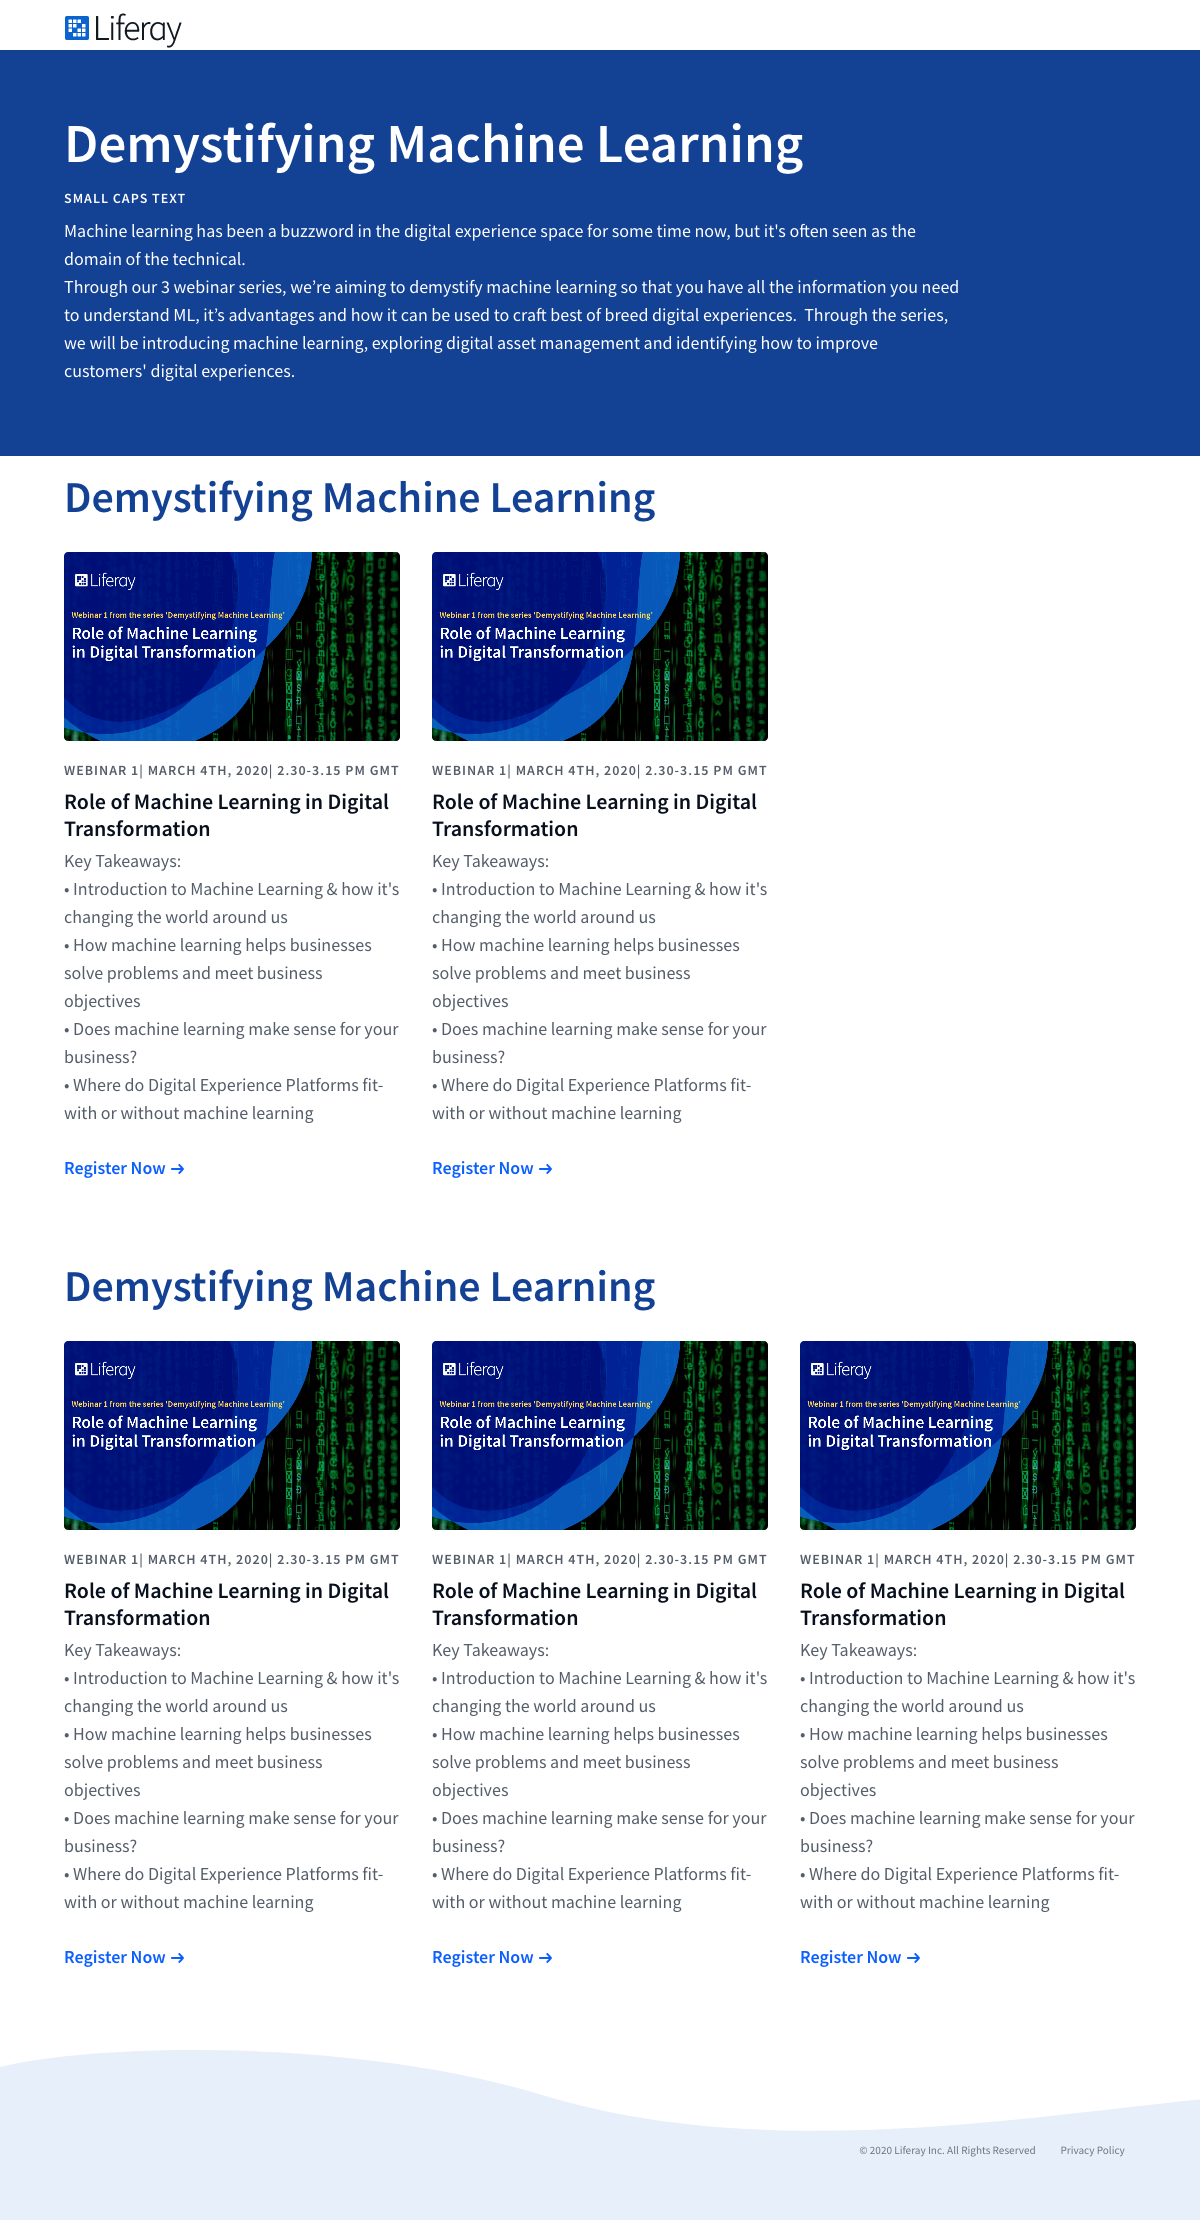 Liferay
Demystifying Machine Learning
SMALL CAPS TEXT
Machine learning has been a buzzword in the digital experience space for some time now, but it's often seen as the
domain of the technical.
Through our 3 webinar series, we’re aiming to demystify machine learning so that you have all the information you need
to understand ML, it’s advantages and how it can be used to craft best of breed digital experiences.  Through the series,
we will be introducing machine learning, exploring digital asset management and identifying how to improve
customers' digital experiences.
Demystifying Machine Learning
Liferay
Webinar 1 from the series 'Demystifying Machine Learning'
Role of Machine Learning
in Digital Transformation
WEBINAR 1| MARCH 4TH, 2020| 2.30-3.15 PM GMT
Role of Machine Learning in Digital
Transformation
Key Takeaways:
• Introduction to Machine Learning & how it's
changing the world around us
• How machine learning helps businesses
solve problems and meet business
objectives
• Does machine learning make sense for your
business?
• Where do Digital Experience Platforms fit-
with or without machine learning
Register Now →
Liferay
Webinar 1 from the series 'Demystifying Machine Learning'
Role of Machine Learning
in Digital Transformation
WEBINAR 1| MARCH 4TH, 2020| 2.30-3.15 PM GMT
Role of Machine Learning in Digital
Transformation
Key Takeaways:
• Introduction to Machine Learning & how it's
changing the world around us
• How machine learning helps businesses
solve problems and meet business
objectives
• Does machine learning make sense for your
business?
• Where do Digital Experience Platforms fit-
with or without machine learning
Register Now →
Demystifying Machine Learning
Liferay
Webinar 1 from the series 'Demystifying Machine Learning'
Role of Machine Learning
in Digital Transformation
WEBINAR 1| MARCH 4TH, 2020| 2.30-3.15 PM GMT
Role of Machine Learning in Digital
Transformation
Key Takeaways:
• Introduction to Machine Learning & how it's
changing the world around us
• How machine learning helps businesses
solve problems and meet business
objectives
• Does machine learning make sense for your
business?
• Where do Digital Experience Platforms fit-
with or without machine learning
Register Now →
Liferay
Webinar 1 from the series 'Demystifying Machine Learning'
Role of Machine Learning
in Digital Transformation
WEBINAR 1| MARCH 4TH, 2020| 2.30-3.15 PM GMT
Role of Machine Learning in Digital
Transformation
Key Takeaways:
• Introduction to Machine Learning & how it's
changing the world around us
• How machine learning helps businesses
solve problems and meet business
objectives
• Does machine learning make sense for your
business?
• Where do Digital Experience Platforms fit-
with or without machine learning
Register Now →
Liferay
Webinar 1 from the series 'Demystifying Machine Learning'
Role of Machine Learning
in Digital Transformation
WEBINAR 1| MARCH 4TH, 2020| 2.30-3.15 PM GMT
Role of Machine Learning in Digital
Transformation
Key Takeaways:
• Introduction to Machine Learning & how it's
changing the world around us
• How machine learning helps businesses
solve problems and meet business
objectives
• Does machine learning make sense for your
business?
• Where do Digital Experience Platforms fit-
with or without machine learning
Register Now →
© 2020 Liferay Inc. All Rights Reserved
Privacy Policy